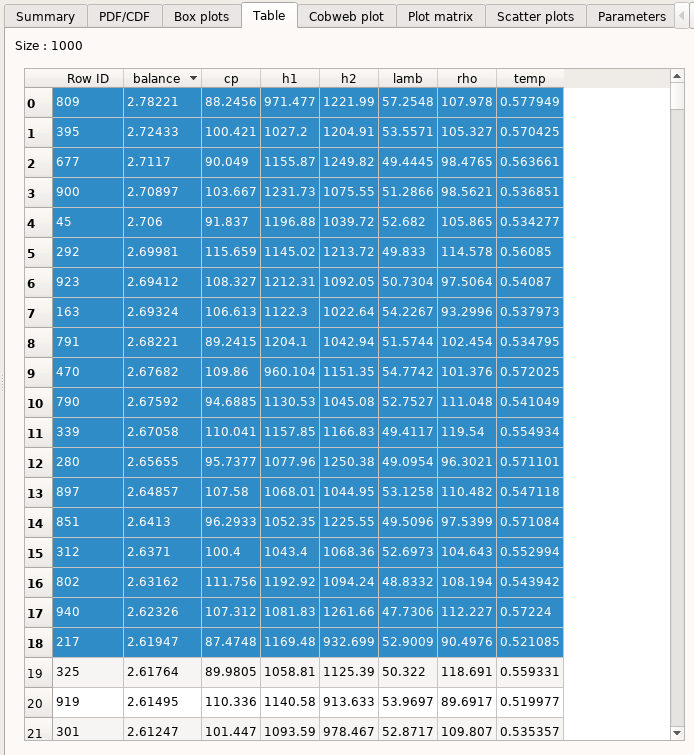 Summary PDF/CDF Box plots Table Cobweb plot Plot matrix Scatter plots Parameters
Size : 1000
Row ID balance cp h1 h2 lamb rho temp
0 809 2.78221 88.2456 971.477 1221.99 57.2548 107.978 0.577949
1 395 2.72433 100.421 1027.2 1204.91 53.5571 105.327 0.570425
2 677 2.7117 90.049 1155.87 1249.82 49.4445 98.4765 0.563661
3 900 2.70897 103.667 1231.73 1075.55 51.2866 98.5621 0.536851
4 45 2.706 91.837 1196.88 1039.72 52.682 105.865 0.534277
5 292 2.69981 115.659 1145.02 1213.72 49.833 114.578 0.56085
6 923 2.69412 108.327 1212.31 1092.05 50.7304 97.5064 0.54087
7 163 2.69324 106.613 1122.3 1022.64 54.2267 93.2996 0.537973
8 791 2.68221 89.2415 1204.1 1042.94 51.5744 102.454 0.534795
9 470 2.67682 109.86 960.104 1151.35 54.7742 101.376 0.572025
10 790 2.67592 94.6885 1130.53 1045.08 52.7527 111.048 0.541049
11 339 2.67058 110.041 1157.85 1166.83 49.4117 119.54 0.554934
12 280 2.65655 95.7377 1077.96 1250.38 49.0954 96.3021 0.571101
13 897 2.64857 107.58 1068.01 1044.95 53.1258 110.482 0.547118
14 851 2.6413 96.2933 1052.35 1225.55 49.5096 97.5399 0.571084
15 312 2.6371 100.4 1043.4 1068.36 52.6973 104.643 0.552994
16 802 2.63162 111.756 1192.92 1094.24 48.8332 108.194 0.543942
17 940 2.62326 107.312 1081.83 1261.66 47.7306 112.227 0.57224
18 217 2.61947 87.4748 1169.48 932.699 52.9009 90.4976 0.521085
19 325 2.61764 89.9805 1058.81 1125.39 50.322 118.691 0.559331
20 919 2.61495 110.336 1140.58 913.633 53.9697 89.6917 0.519977
21 301 2.61247 101.447 1093.59 978.467 52.8717 109.807 0.535357